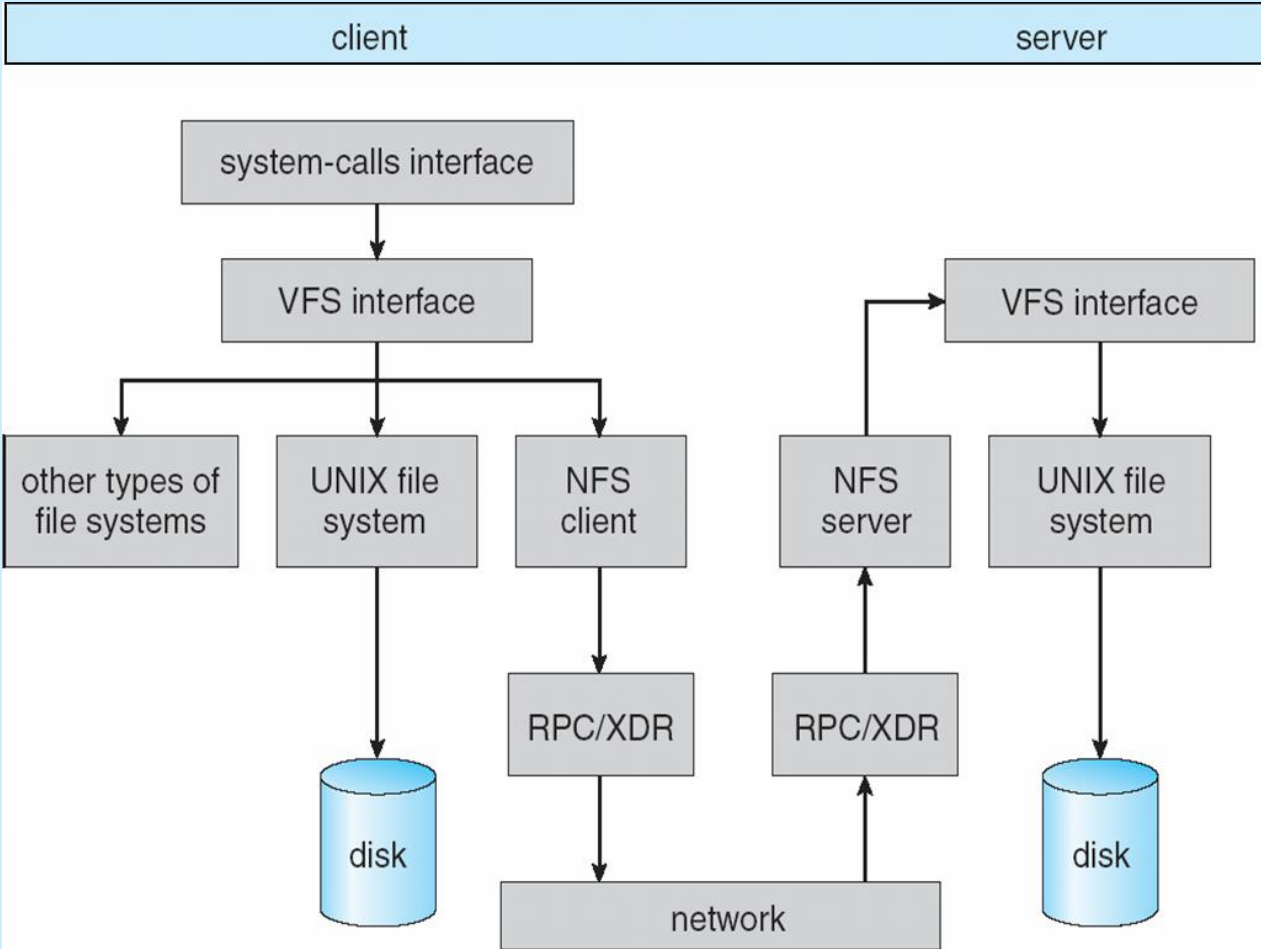 client
server
system-calls interface
VFS interface
VFS interface
other types of
file systems
UNIX file
system
NFS
client
NFS
server
UNIX file
system
RPC/XDR
RPC/XDR
disk
disk
network